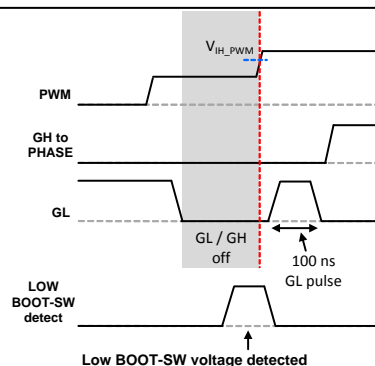 V_IH_PWM
PWM
GH to
PHASE
GL
GL / GH
off
100 ns
GL pulse
LOW
BOOT-SW
detect
Low BOOT-SW voltage detected